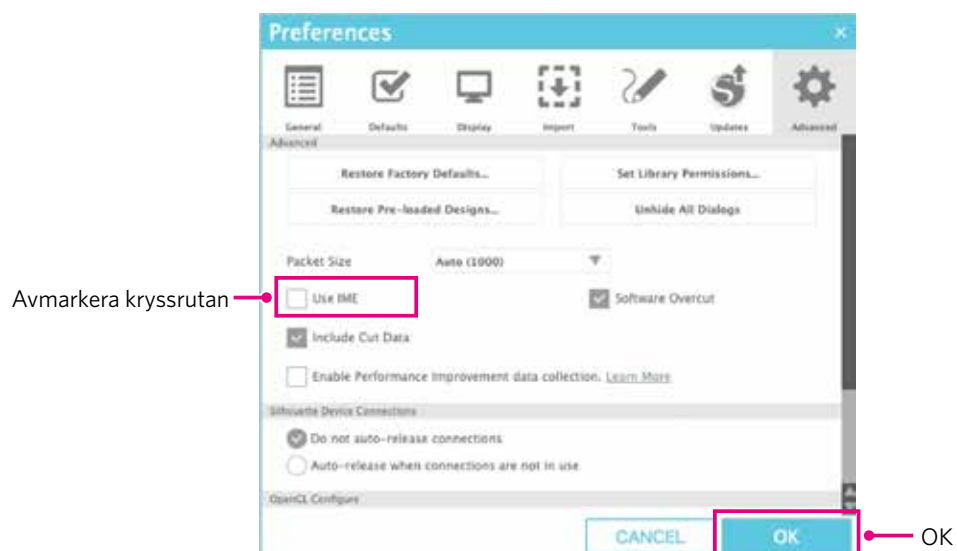 Preferences ×
General Defaults Display Import Tools Updates Advanced
Advanced
Restore Factory Defaults... Set Library Permissions...
Restore Pre-loaded Designs... Unhide All Dialogs
Packet Size Auto (1000)
Avmarkera kryssrutan Use IME Software Overcut
Include Cut Data
Enable Performance Improvement data collection. Learn More
Silhouette Device Connections
Do not auto-release connections
Auto-release when connections are not in use
OpenCL Configure
CANCEL OK OK